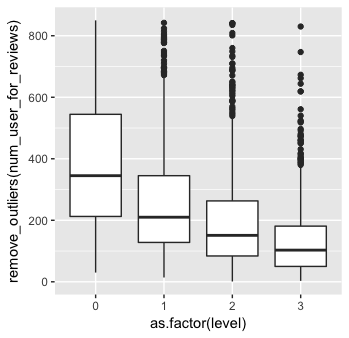 remove_outliers(num_user_for_reviews)
800
600
400
200
0
0 1 2 3
as.factor(level)